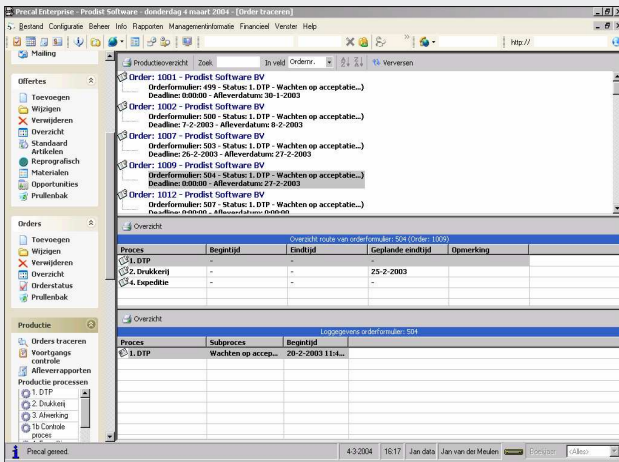 Precal Enterprise - Prodist Software - donderdag 4 maart 2004 - [Order traceren]
Bestand Configuratie Beheer Info Rapporten Managementinformatie Financieel Venster Help
http://
Mailing
Offertes
Toevoegen
Wijzigen
Verwijderen
Overzicht
Standaard
Artikelen
Reprografisch
Materialen
Opportunities
Prullenbak
Orders
Toevoegen
Wijzigen
Verwijderen
Overzicht
Orderstatus
Prullenbak
Productie
Orders traceren
Voortgangs
controle
Afleverrapporten
Productie processen
1. DTP
2. Drukkerij
3. Afwerking
1b Controle
proces
Productieoverzicht Zoek In veld Ordernr. Verversen
Order: 1001 - Prodist Software BV
Orderformulier: 499 - Status: 1. DTP - Wachten op acceptatie...)
Deadline: 0:00:00 - Afleverdatum: 30-1-2003
Order: 1002 - Prodist Software BV
Orderformulier: 500 - Status: 1. DTP - Wachten op acceptatie...)
Deadline: 7-2-2003 - Afleverdatum: 8-2-2003
Order: 1007 - Prodist Software BV
Orderformulier: 503 - Status: 1. DTP - Wachten op acceptatie...)
Deadline: 26-2-2003 - Afleverdatum: 27-2-2003
Order: 1009 - Prodist Software BV
Orderformulier: 504 - Status: 1. DTP - Wachten op acceptatie...)
Deadline: 0:00:00 - Afleverdatum: 27-2-2003
Order: 1012 - Prodist Software BV
Orderformulier: 507 - Status: 1. DTP - Wachten op acceptatie...)
Deadline: 0:00:00 - Afleverdatum: 0:00:00
Overzicht
Overzicht route van orderformulier: 504 (Order: 1009)
Proces Begintijd Eindtijd Geplande eindtijd Opmerking
1. DTP - - -
2. Drukkerij - - 25-2-2003
4. Expeditie - - -
Overzicht
Loggegevens orderformulier: 504
Proces Subproces Begintijd
1. DTP Wachten op accep... 20-2-2003 11:4...
Precal gereed. 4-3-2004 16:17 Jan data Jan van der Meulen Boekjaar <Alles>